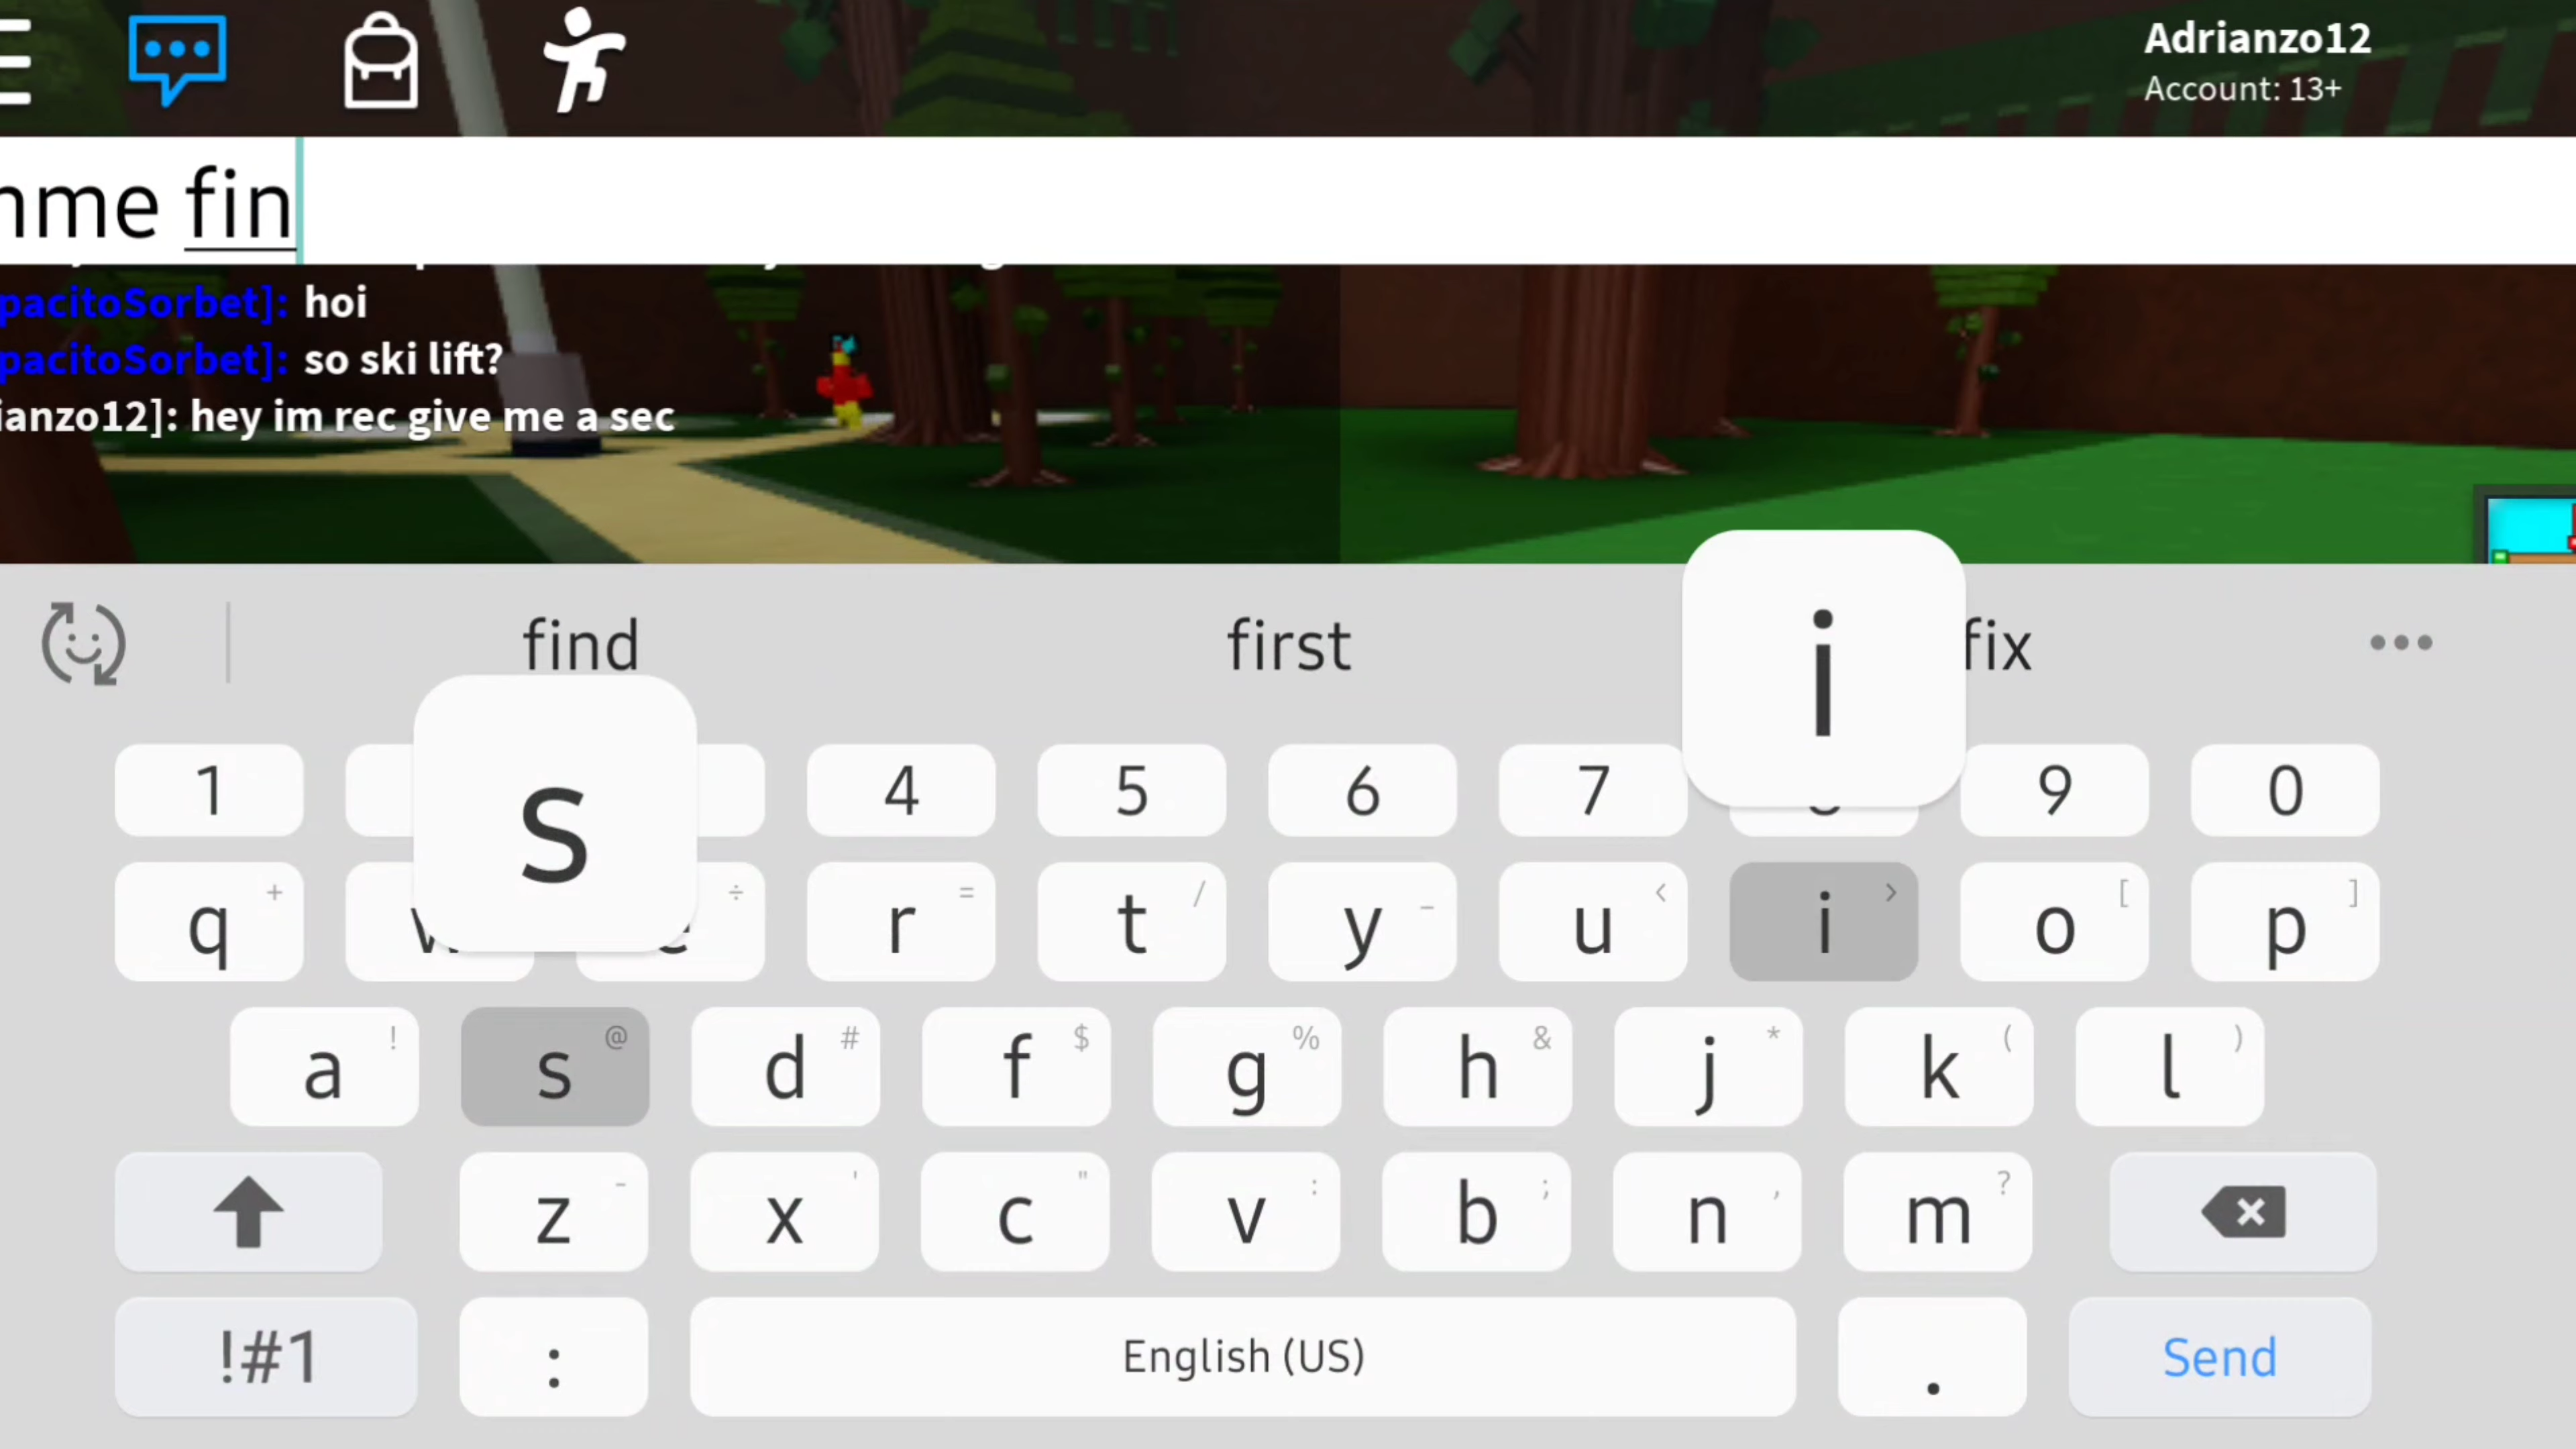 Adrianzo12
Account: 13+
nme fin
pacitoSorbet]: hoi
pacitoSorbet]: so ski lift?
ianzo12]: hey im rec give me a sec
find first fix
i
s
1 4 5 6 7 9 0
q + ÷ r = t / y _ u < i > o [ p ]
a ! s @ d # f $ g % h & j * k ( l )
z - x ' c " v : b ; n , m ?
!#1 : English (US) . Send